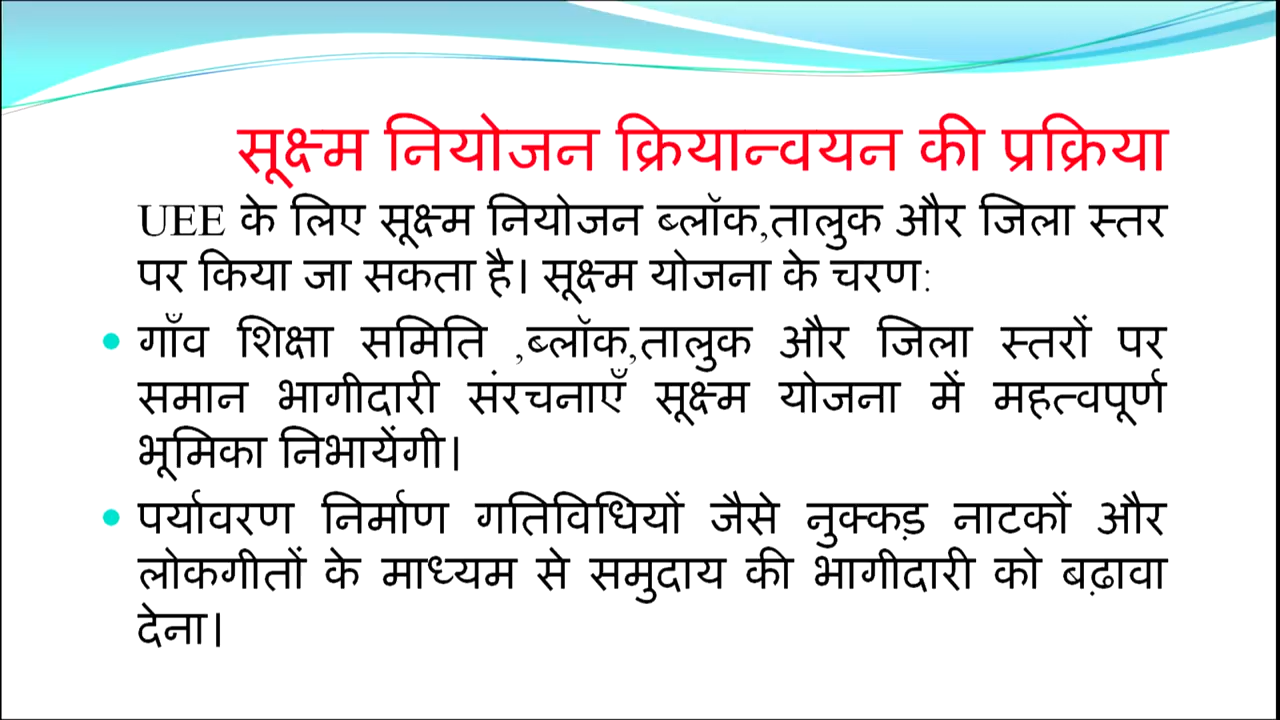 सूक्ष्म नियोजन क्रियान्वयन की प्रक्रिया
UEE के लिए सूक्ष्म नियोजन ब्लॉक,तालुक और जिला स्तर
पर किया जा सकता है। सूक्ष्म योजना के चरण:
• गाँव शिक्षा समिति ,ब्लॉक,तालुक और जिला स्तरों पर
समान भागीदारी संरचनाएँ सूक्ष्म योजना में महत्वपूर्ण
भूमिका निभायेंगी।
• पर्यावरण निर्माण गतिविधियों जैसे नुक्कड़ नाटकों और
लोकगीतों के माध्यम से समुदाय की भागीदारी को बढ़ावा
देना।